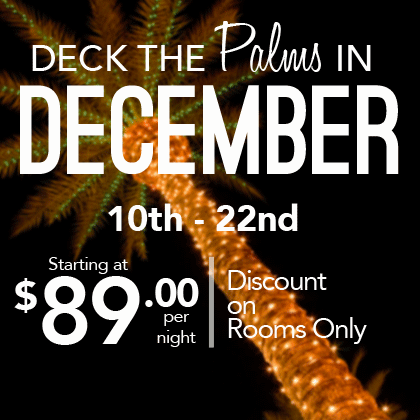 DECK THE Palms IN
DECEMBER
10th - 22nd
Starting at
$89.00
per
night
Discount
on
Rooms Only